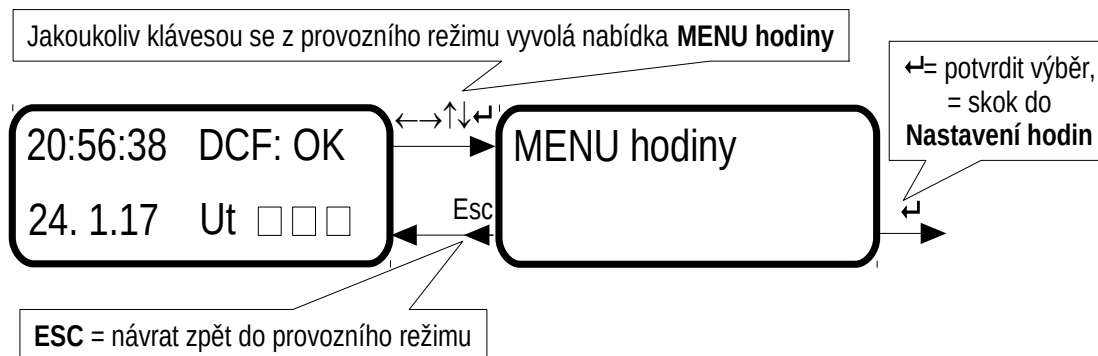 Jakoukoliv klávesou se z provozního režimu vyvolá nabídka MENU hodiny
↵= potvrdit výběr,
= skok do
Nastavení hodin
←→↑↓↵
20:56:38 DCF: OK
24. 1.17 Ut □□□
MENU hodiny
Esc
↵
ESC = návrat zpět do provozního režimu